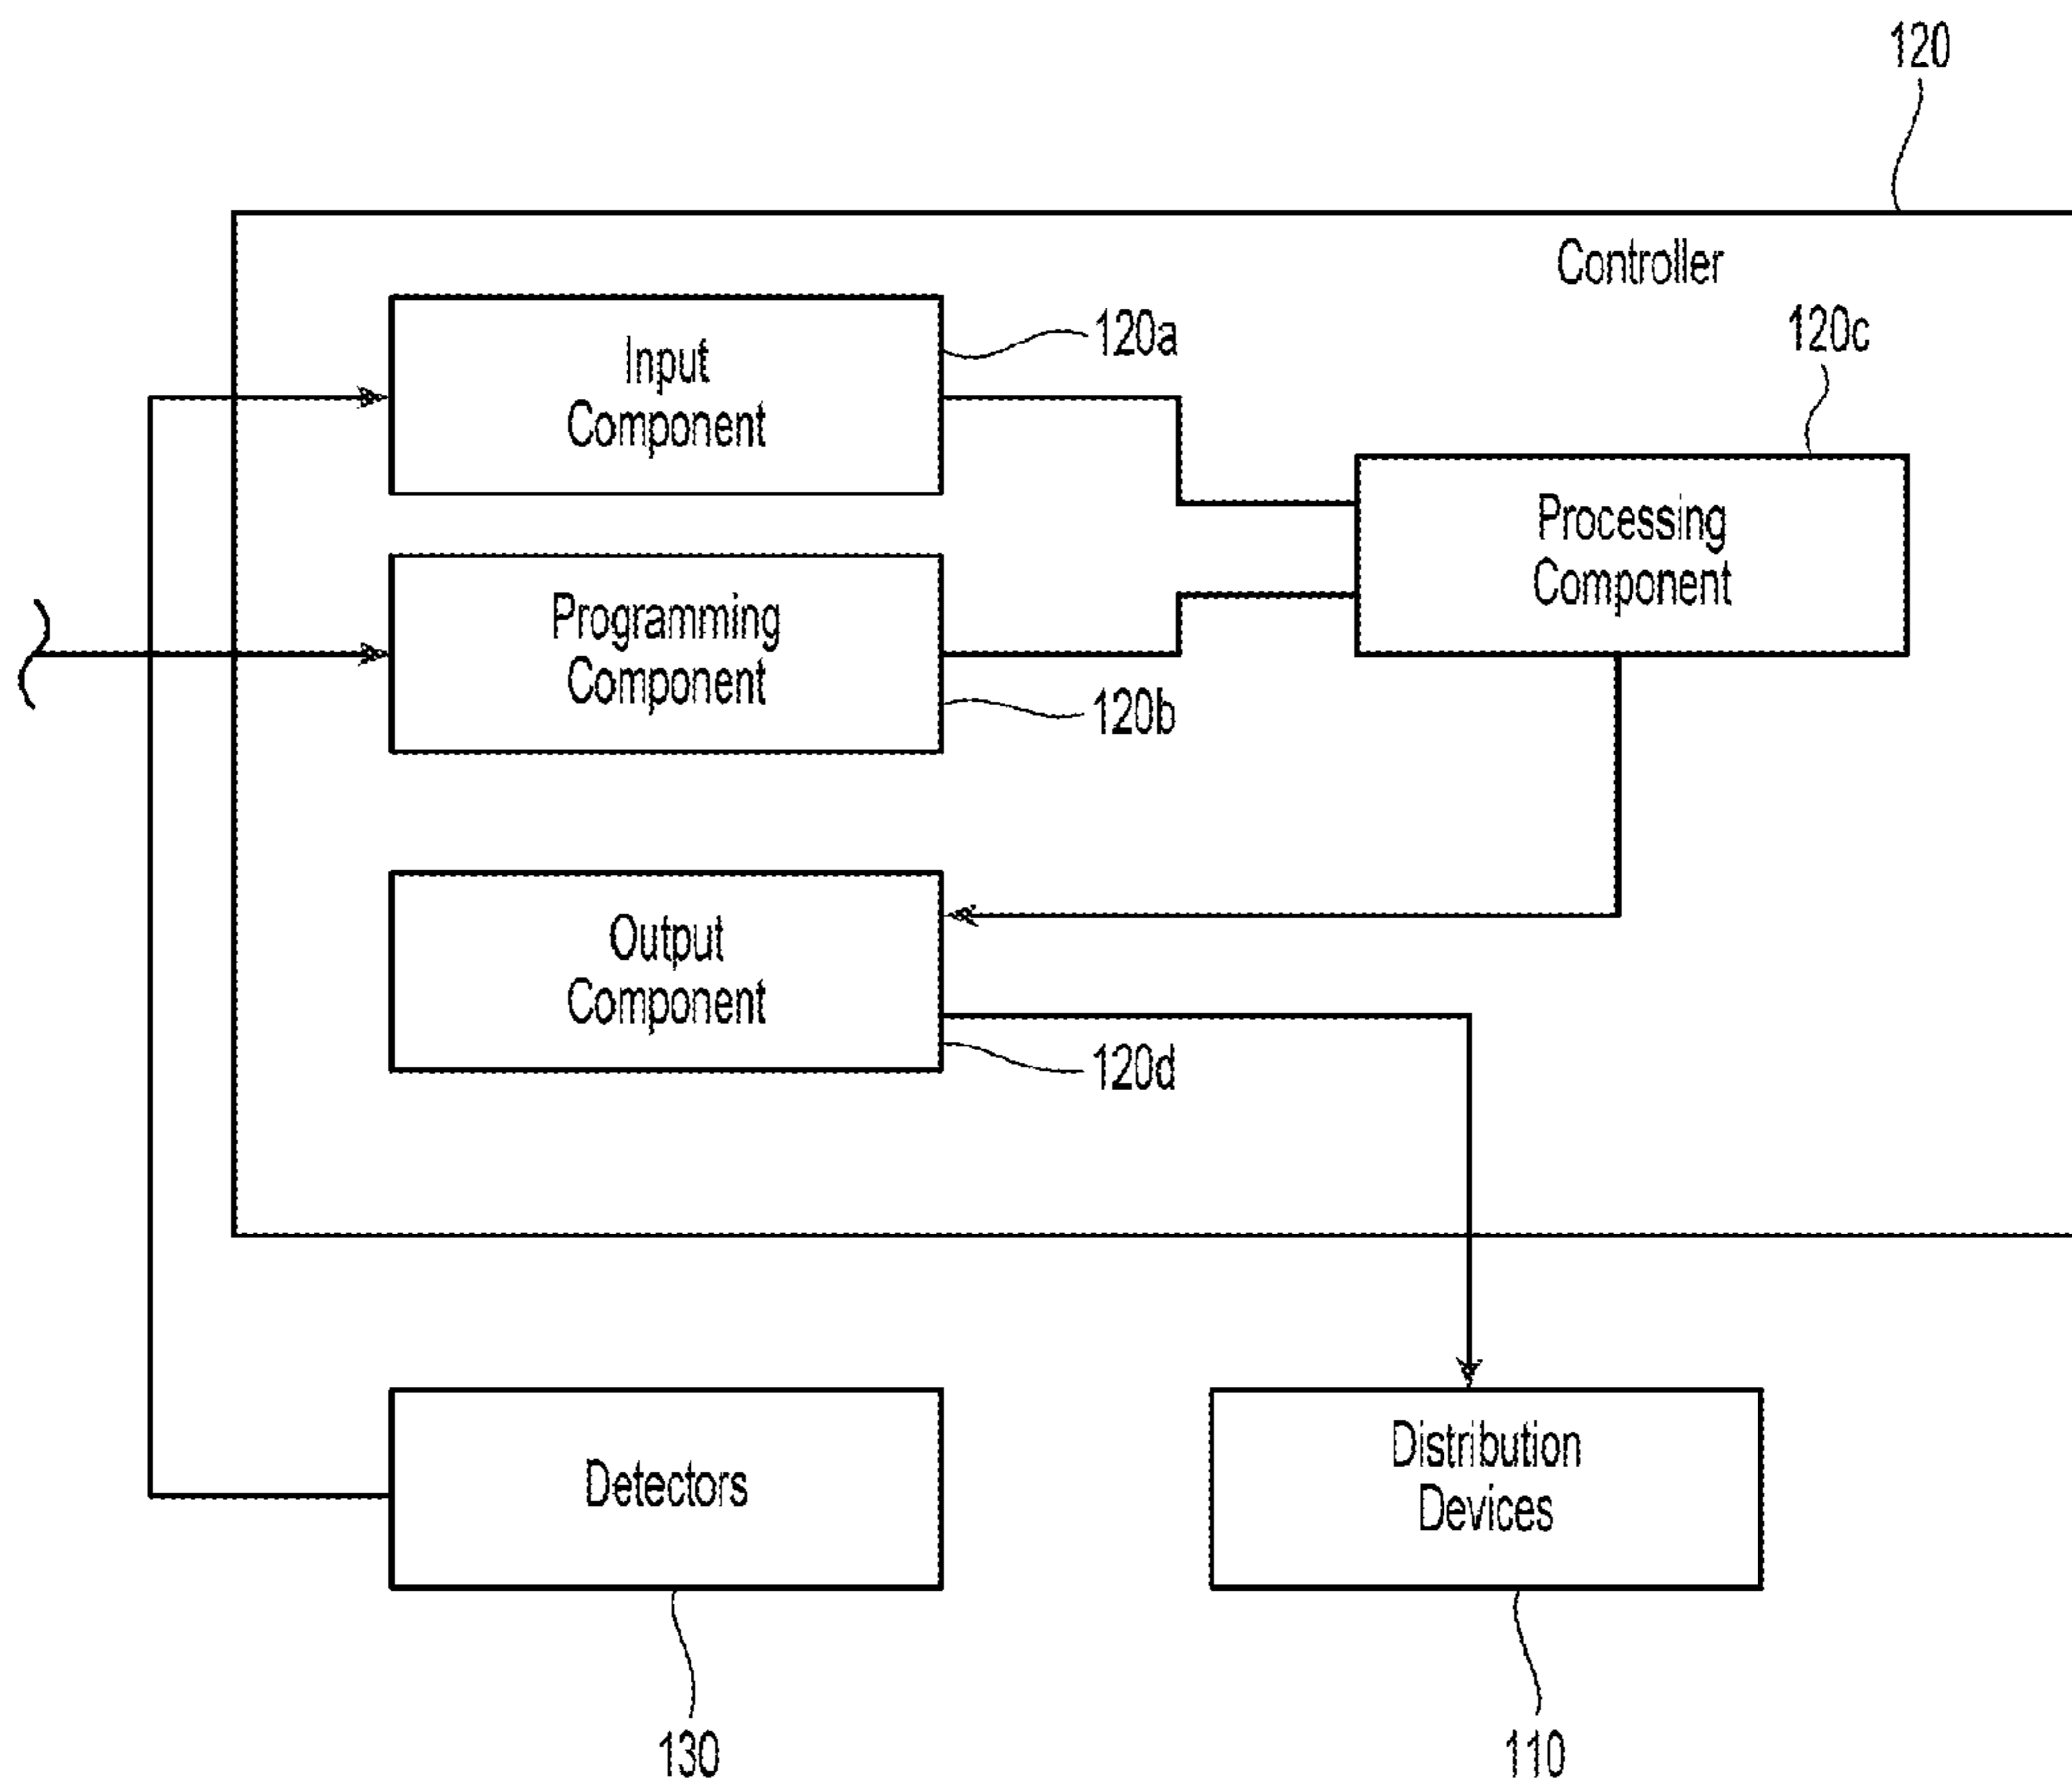 120
Controller
Input
Component
120a
120c
Processing
Component
Programming
Component
120b
Output
Component
120d
Detectors
Distribution
Devices
130
110